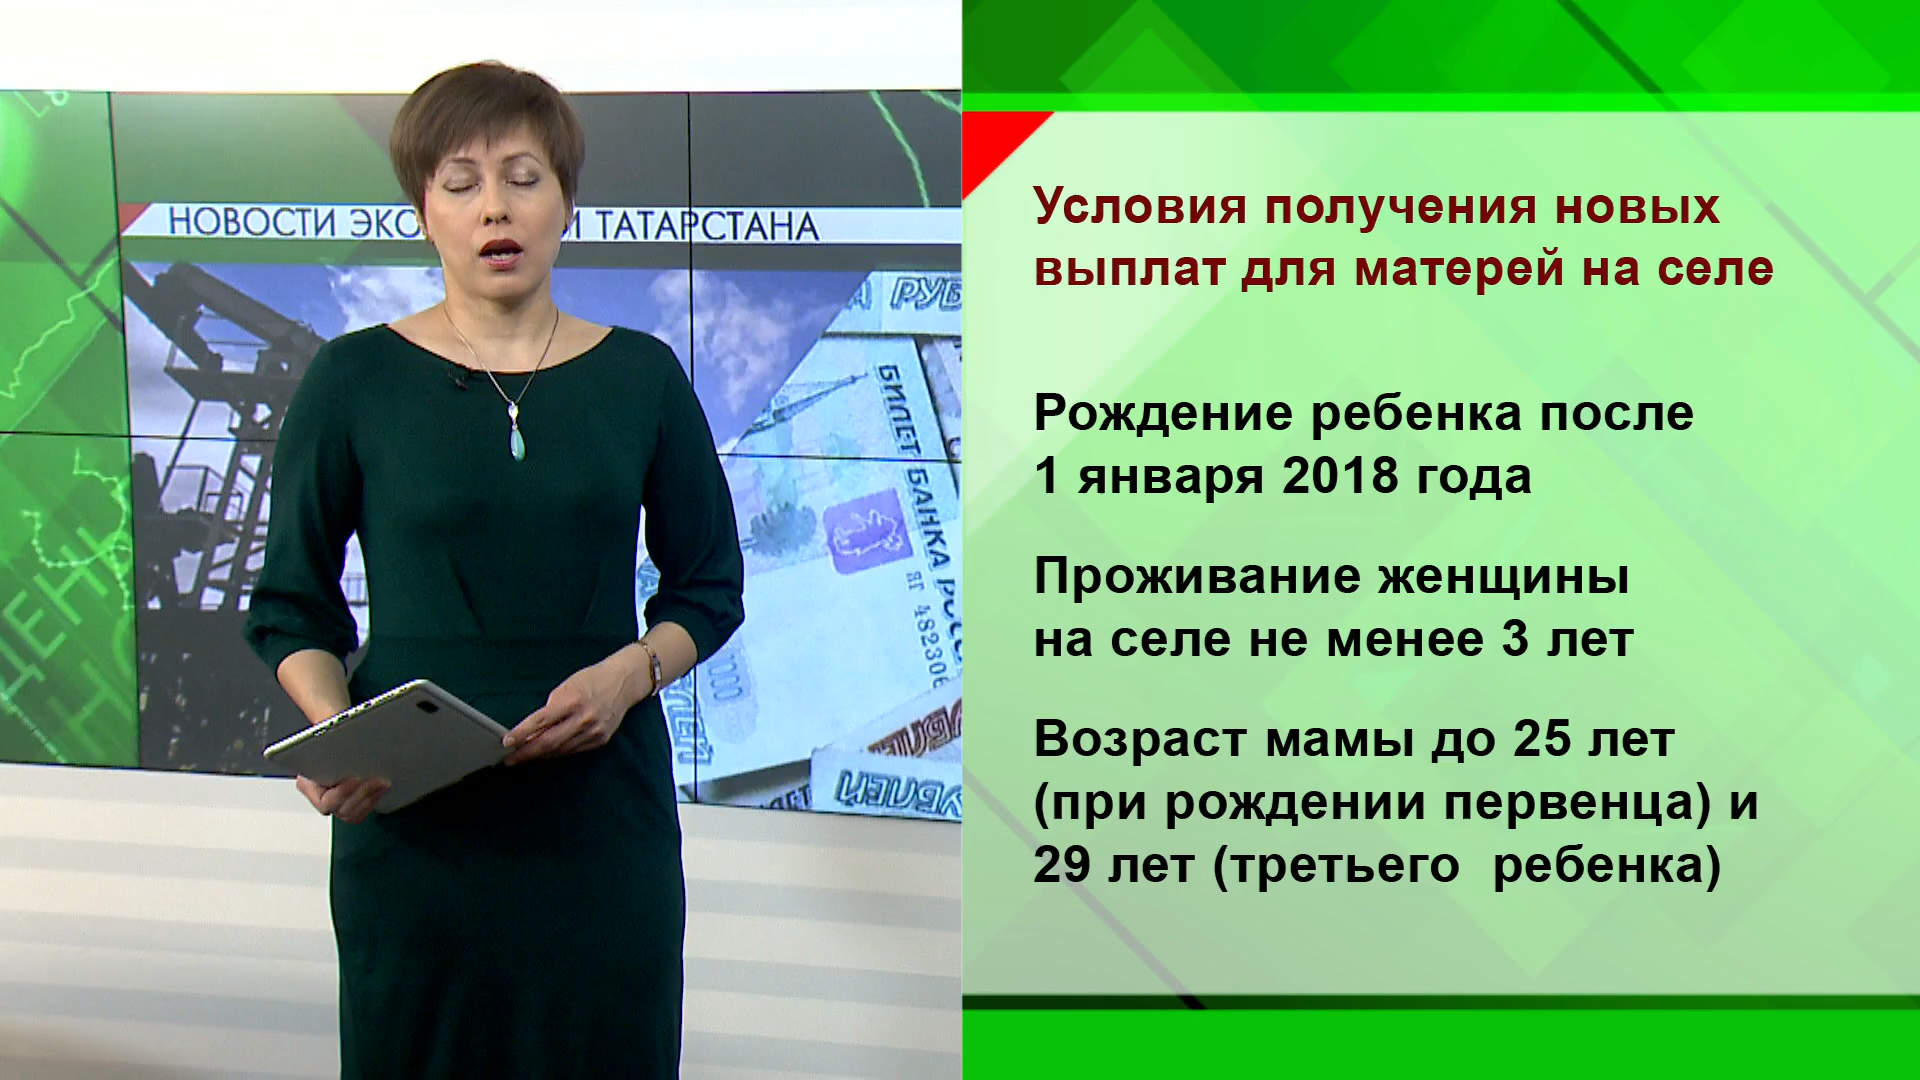 НОВОСТИ ЭКО И ТАТАРСТАНА
Условия получения новых
выплат для матерей на селе
Рождение ребенка после
1 января 2018 года
Проживание женщины
на селе не менее 3 лет
Возраст мамы до 25 лет
(при рождении первенца) и
29 лет (третьего  ребенка)
БИЛЕТ БАНКА
482306